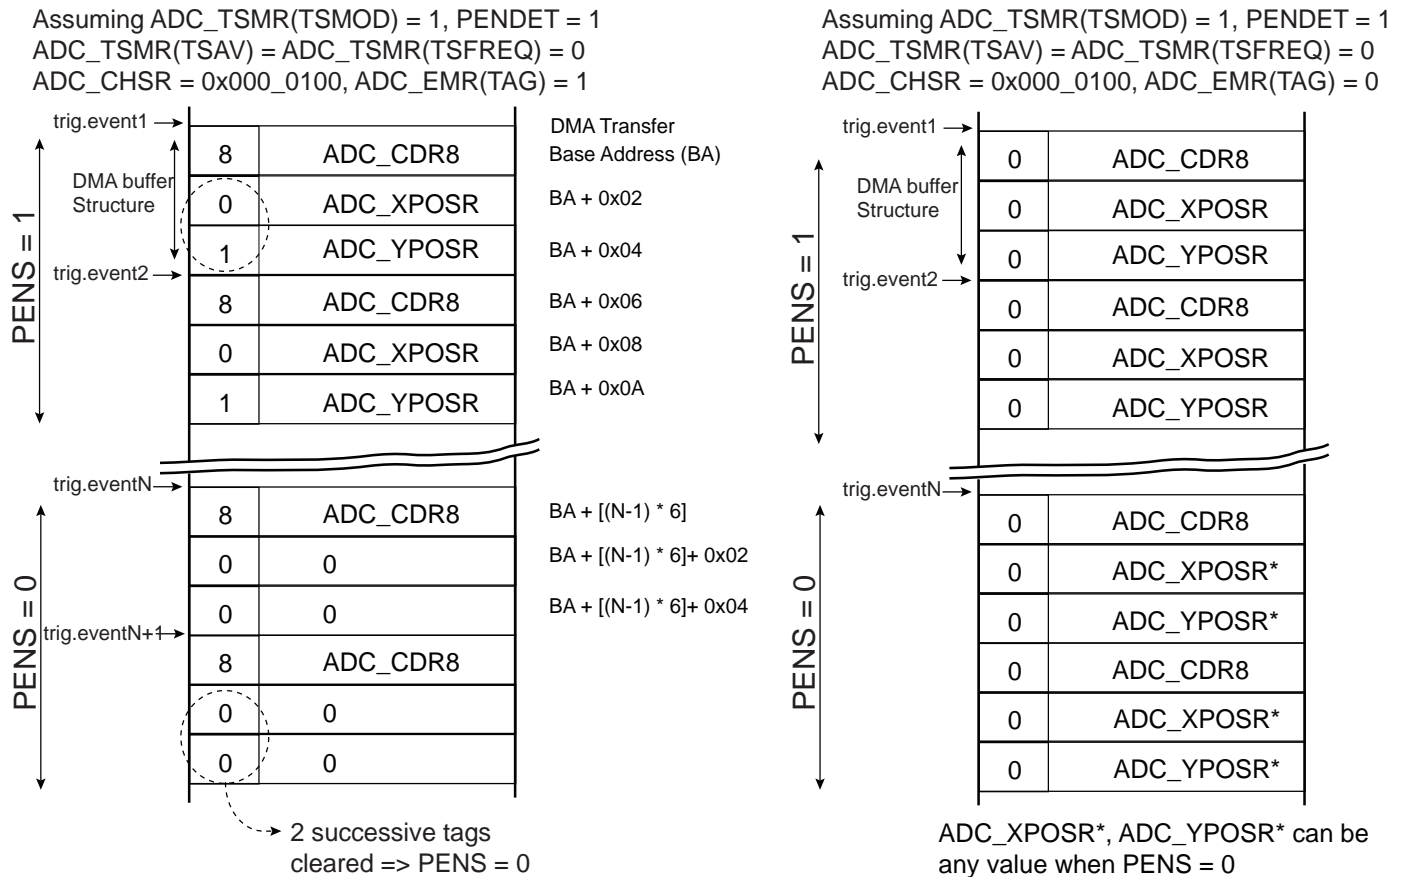 Assuming ADC_TSMR(TSMOD) = 1, PENDET = 1
ADC_TSMR(TSAV) = ADC_TSMR(TSFREQ) = 0
ADC_CHSR = 0x000_0100, ADC_EMR(TAG) = 1
trig.event1
DMA Transfer
8 ADC_CDR8 Base Address (BA)
DMA buffer
Structure
0 ADC_XPOSR BA + 0x02
1 ADC_YPOSR BA + 0x04
PENS = 1
trig.event2
8 ADC_CDR8 BA + 0x06
0 ADC_XPOSR BA + 0x08
1 ADC_YPOSR BA + 0x0A
trig.eventN
8 ADC_CDR8 BA + [(N-1) * 6]
0 0 BA + [(N-1) * 6]+ 0x02
0 0 BA + [(N-1) * 6]+ 0x04
PENS = 0
trig.eventN+1
8 ADC_CDR8
0 0
0 0
2 successive tags
cleared => PENS = 0
Assuming ADC_TSMR(TSMOD) = 1, PENDET = 1
ADC_TSMR(TSAV) = ADC_TSMR(TSFREQ) = 0
ADC_CHSR = 0x000_0100, ADC_EMR(TAG) = 0
trig.event1
0 ADC_CDR8
DMA buffer
Structure
0 ADC_XPOSR
0 ADC_YPOSR
PENS = 1
trig.event2
0 ADC_CDR8
0 ADC_XPOSR
0 ADC_YPOSR
trig.eventN
0 ADC_CDR8
0 ADC_XPOSR*
0 ADC_YPOSR*
PENS = 0
0 ADC_CDR8
0 ADC_XPOSR*
0 ADC_YPOSR*
ADC_XPOSR*, ADC_YPOSR* can be
any value when PENS = 0